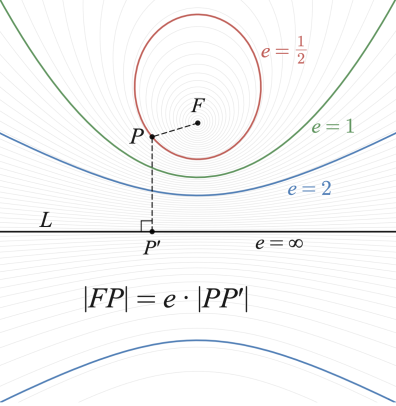 e = 1/2
F
P
e = 1
e = 2
L
P′
e = ∞
|FP| = e · |PP′|